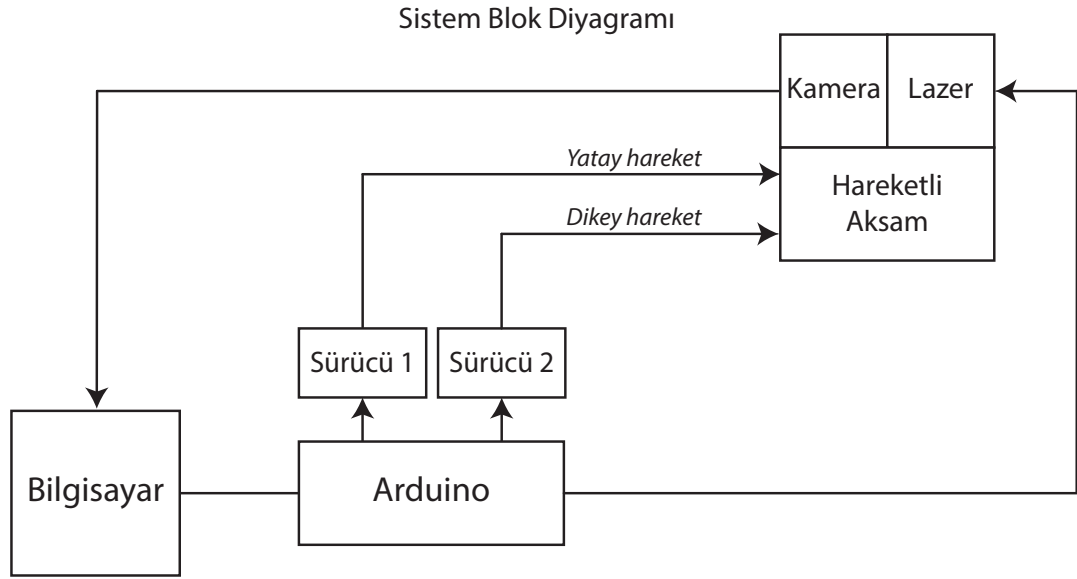 Sistem Blok Diyagramı
Kamera
Lazer
Yatay hareket
Hareketli
Aksam
Dikey hareket
Sürücü 1
Sürücü 2
Bilgisayar
Arduino